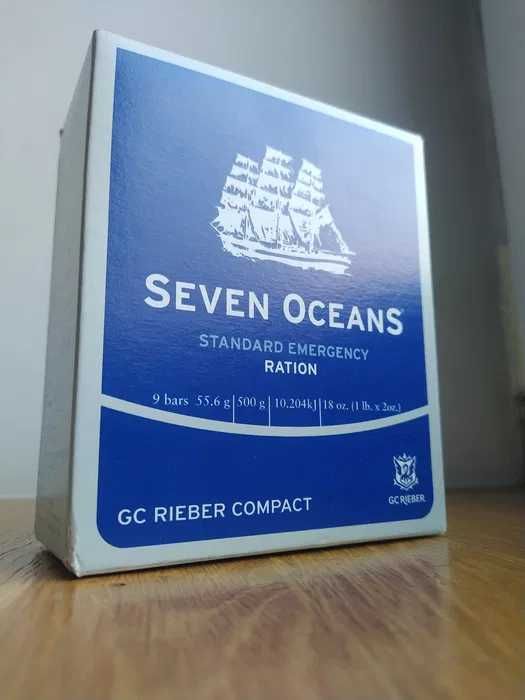 SEVEN OCEANS
STANDARD EMERGENCY
RATION
9 bars 55.6 g | 500 g | 10.204kJ | 18 oz. (1 lb. x 2oz.)
GC RIEBER COMPACT
GC RIEBER